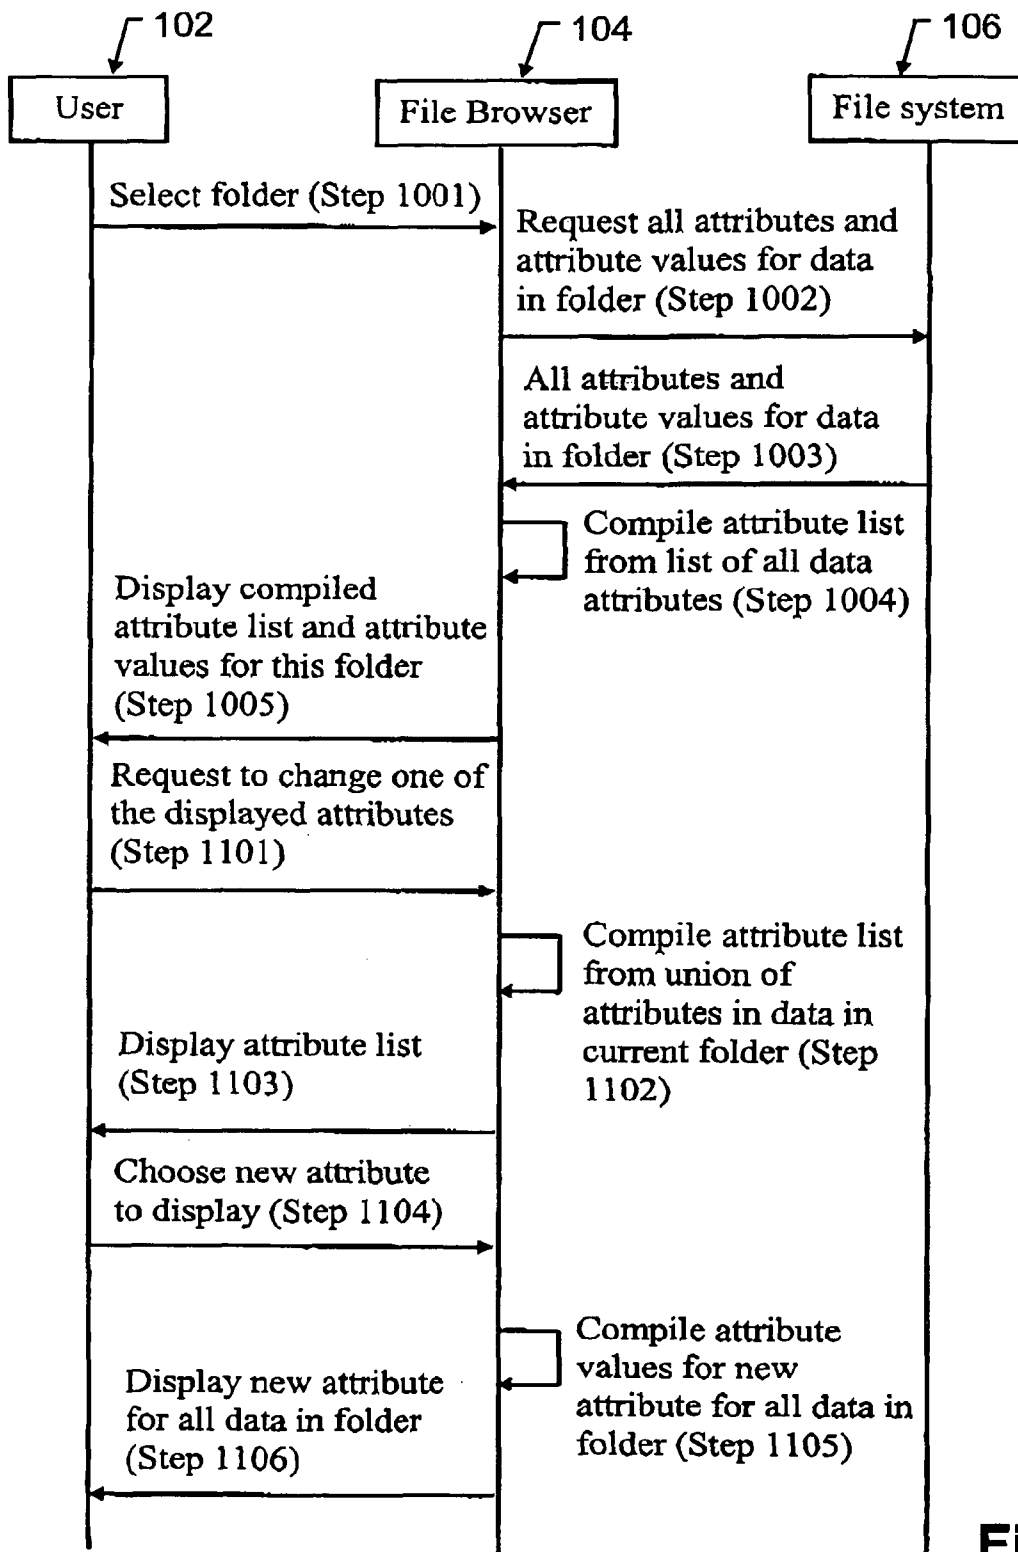 102
104
106
User
File Browser
File system
Select folder (Step 1001)
Request all attributes and
attribute values for data
in folder (Step 1002)
All attributes and
attribute values for data
in folder (Step 1003)
Compile attribute list
from list of all data
attributes (Step 1004)
Display compiled
attribute list and attribute
values for this folder
(Step 1005)
Request to change one of
the displayed attributes
(Step 1101)
Compile attribute list
from union of
attributes in data in
current folder (Step
1102)
Display attribute list
(Step 1103)
Choose new attribute
to display (Step 1104)
Compile attribute
values for new
attribute for all data in
folder (Step 1105)
Display new attribute
for all data in folder
(Step 1106)